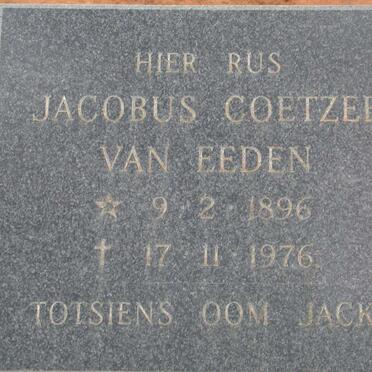 HIER RUS
JACOBUS COETZEE
VAN EEDEN
☆ 9·2·1896
† 17·11·1976
TOTSIENS OOM JACK